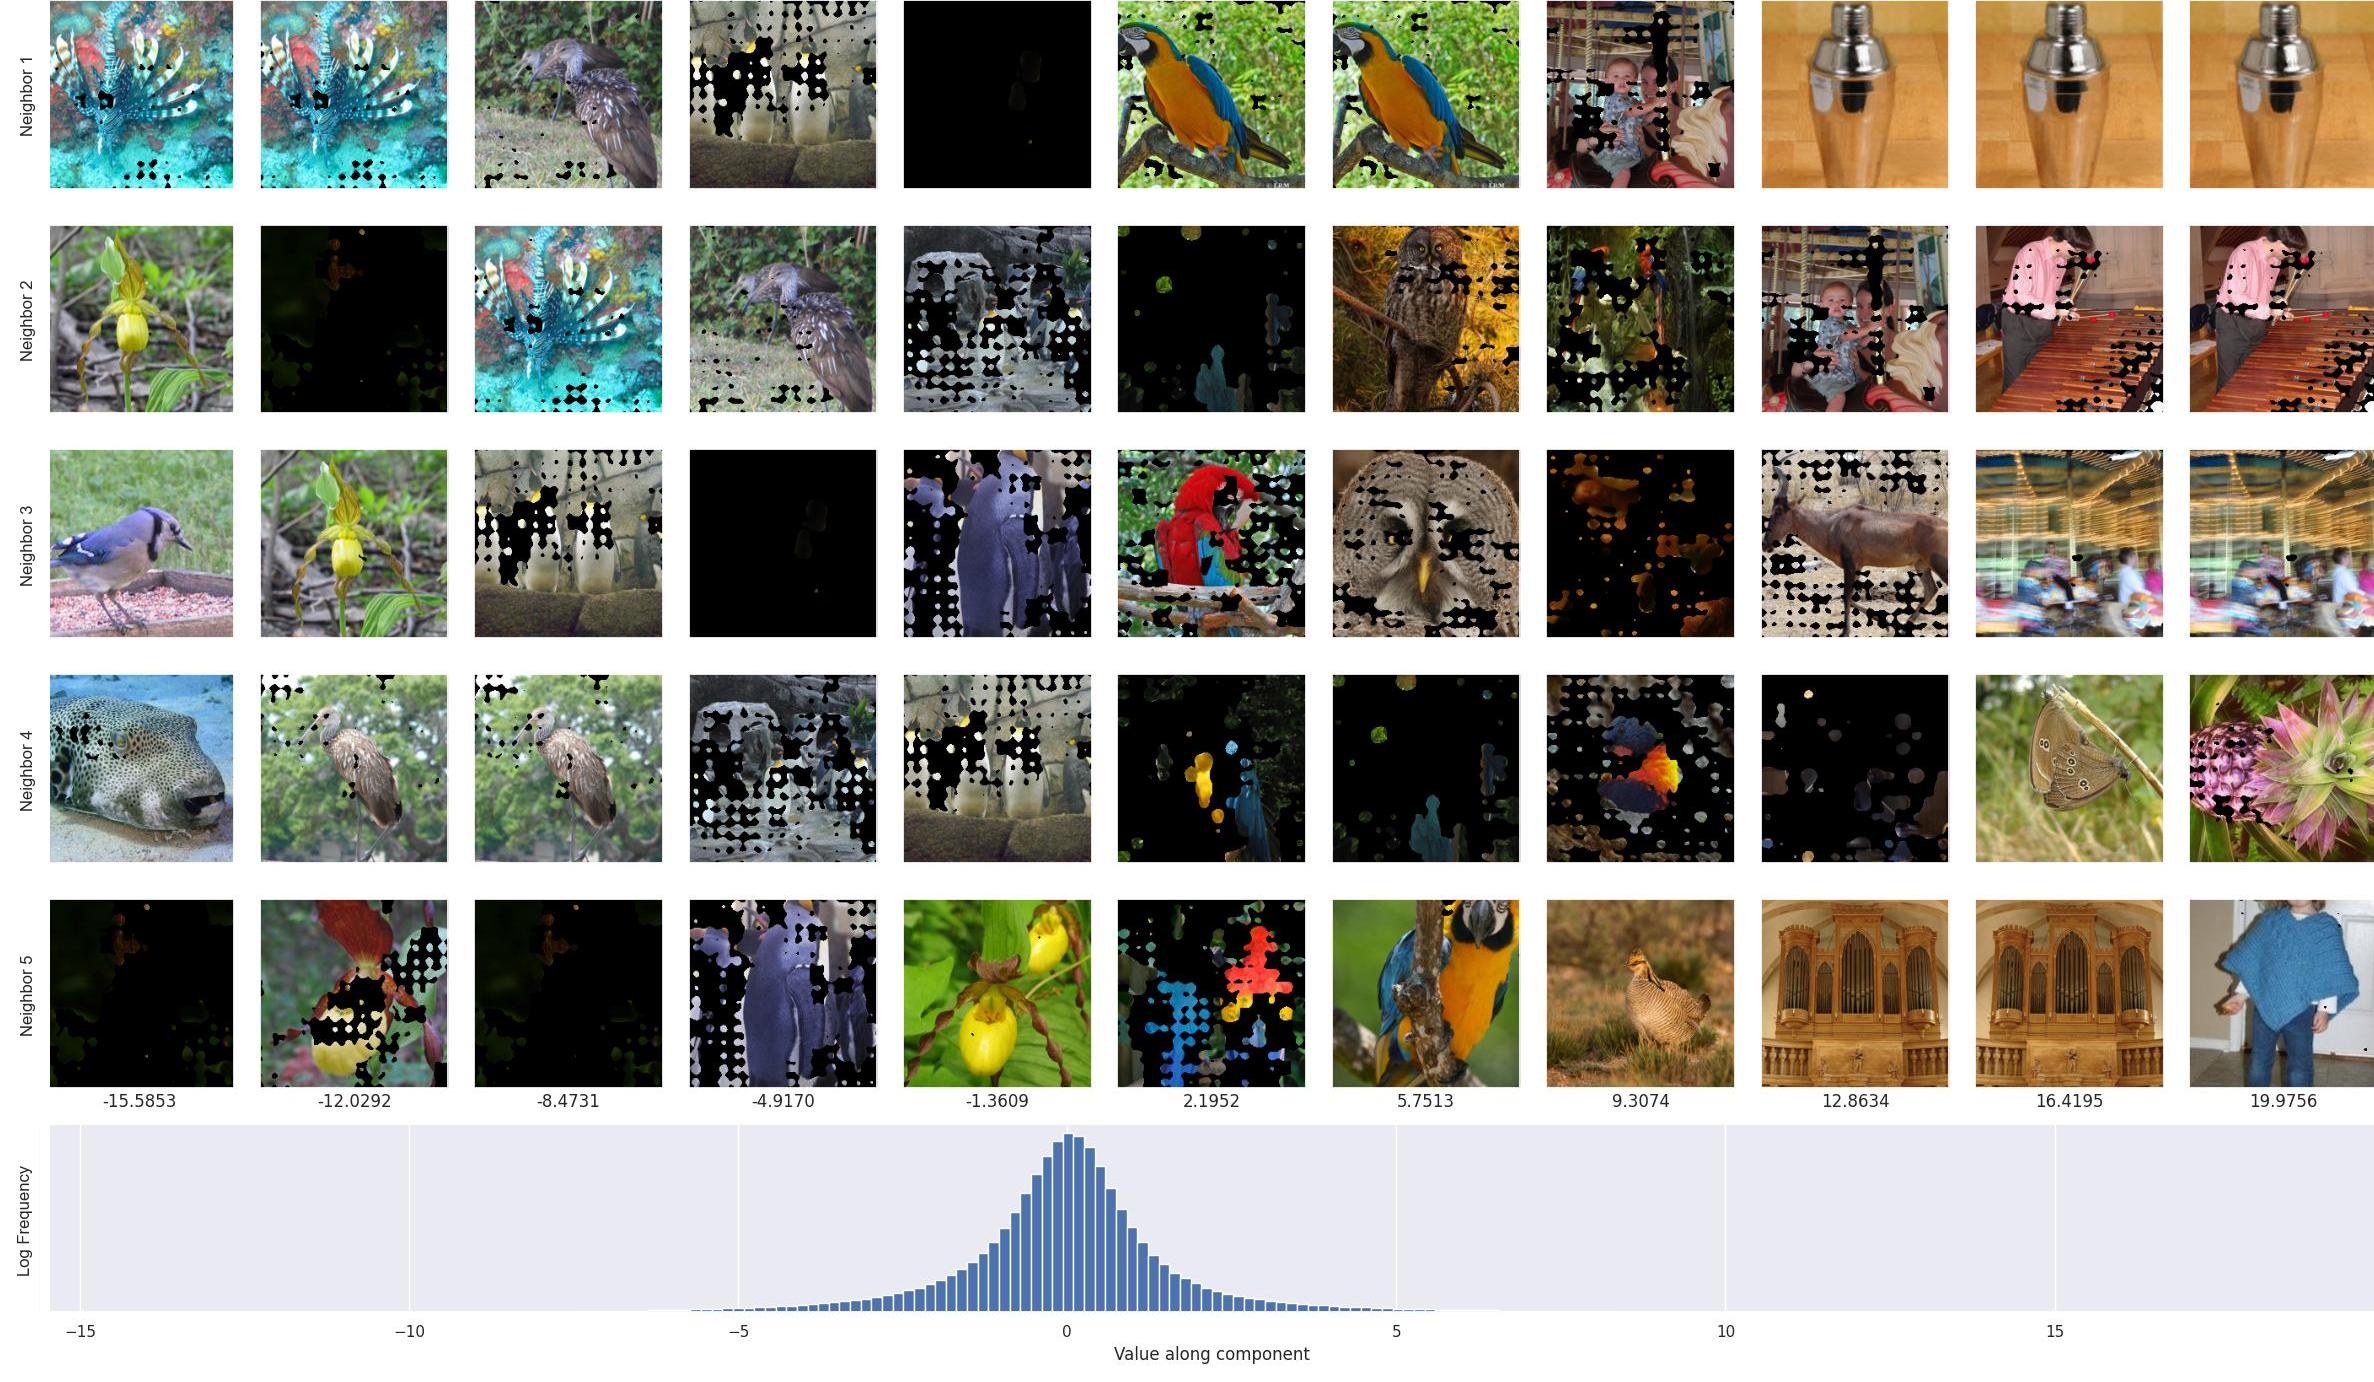 Neighbor 1
© LRM
© LRM
Neighbor 2
Neighbor 3
Neighbor 4
Neighbor 5
-15.5853 -12.0292 -8.4731 -4.9170 -1.3609 2.1952 5.7513 9.3074 12.8634 16.4195 19.9756
Log Frequency
−15 −10 −5 0 5 10 15
Value along component